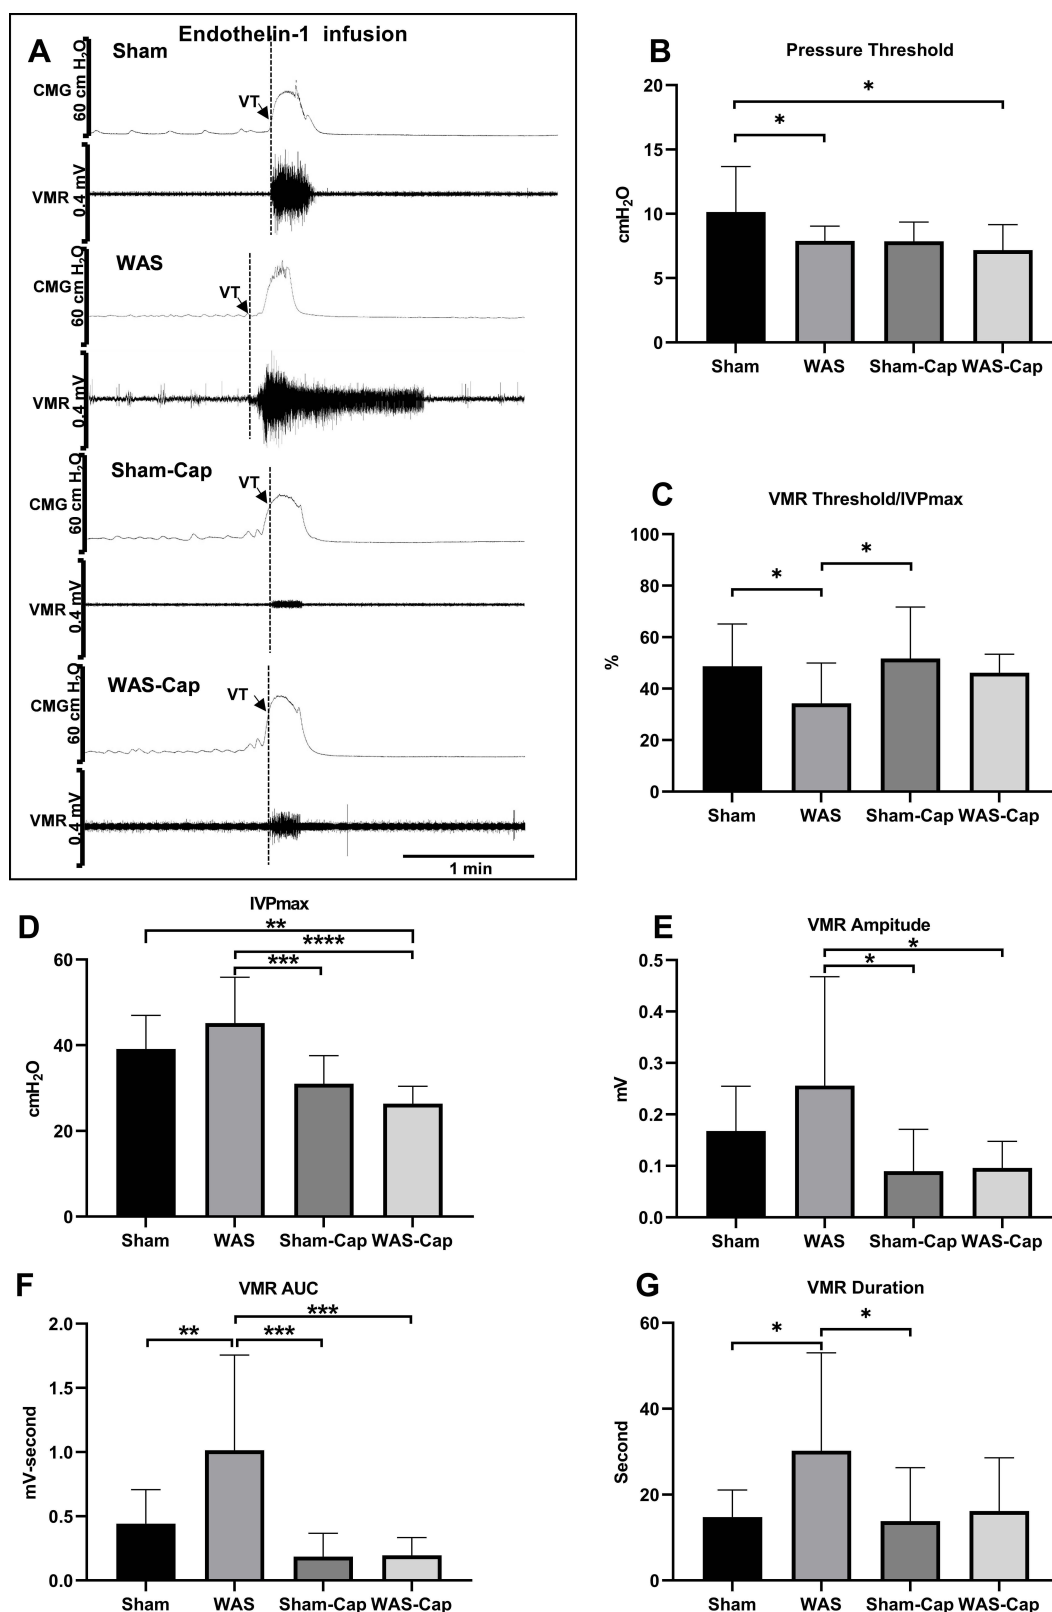 A
Endothelin-1 infusion
Sham
CMG
60 cm H₂O
VT
VMR
0.4 mV
WAS
CMG
60 cm H₂O
VT
VMR
0.4 mV
Sham-Cap
CMG
60 cm H₂O
VT
VMR
0.4 mV
WAS-Cap
CMG
60 cm H₂O
VT
VMR
0.4 mV
1 min
B
Pressure Threshold
20
15
10
5
0
cmH₂O
*
*
Sham WAS Sham-Cap WAS-Cap
C
VMR Threshold/IVPmax
100
80
60
40
20
0
%
*
*
Sham WAS Sham-Cap WAS-Cap
D
IVPmax
60
40
20
0
cmH₂O
**
****
***
Sham WAS Sham-Cap WAS-Cap
E
VMR Ampitude
0.5
0.4
0.3
0.2
0.1
0.0
mV
*
*
Sham WAS Sham-Cap WAS-Cap
F
VMR AUC
2.0
1.5
1.0
0.5
0.0
mV-second
***
**
***
Sham WAS Sham-Cap WAS-Cap
G
VMR Duration
60
40
20
0
Second
*
*
Sham WAS Sham-Cap WAS-Cap